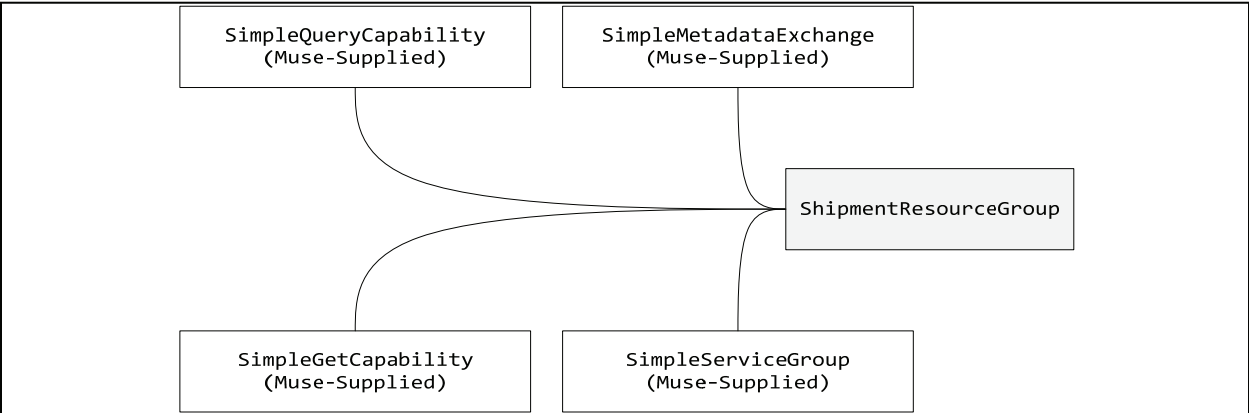 SimpleQueryCapability
(Muse-Supplied)
SimpleMetadataExchange
(Muse-Supplied)
ShipmentResourceGroup
SimpleGetCapability
(Muse-Supplied)
SimpleServiceGroup
(Muse-Supplied)